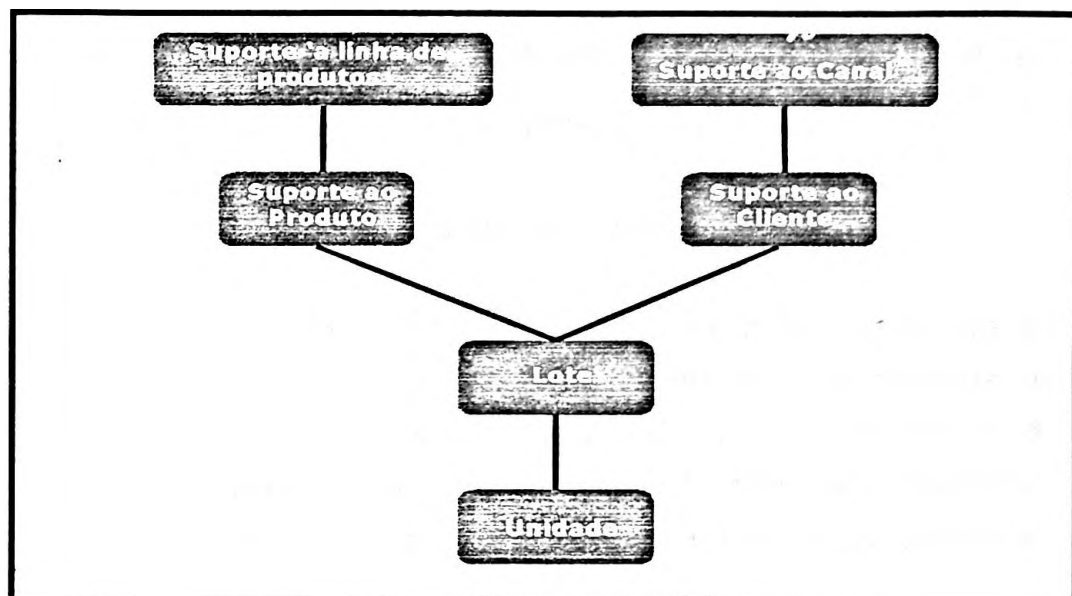 Suporte a linha de
produtos
Suporte ao Canal
Suporte ao
Produto
Suporte ao
Cliente
Lote
Unidade